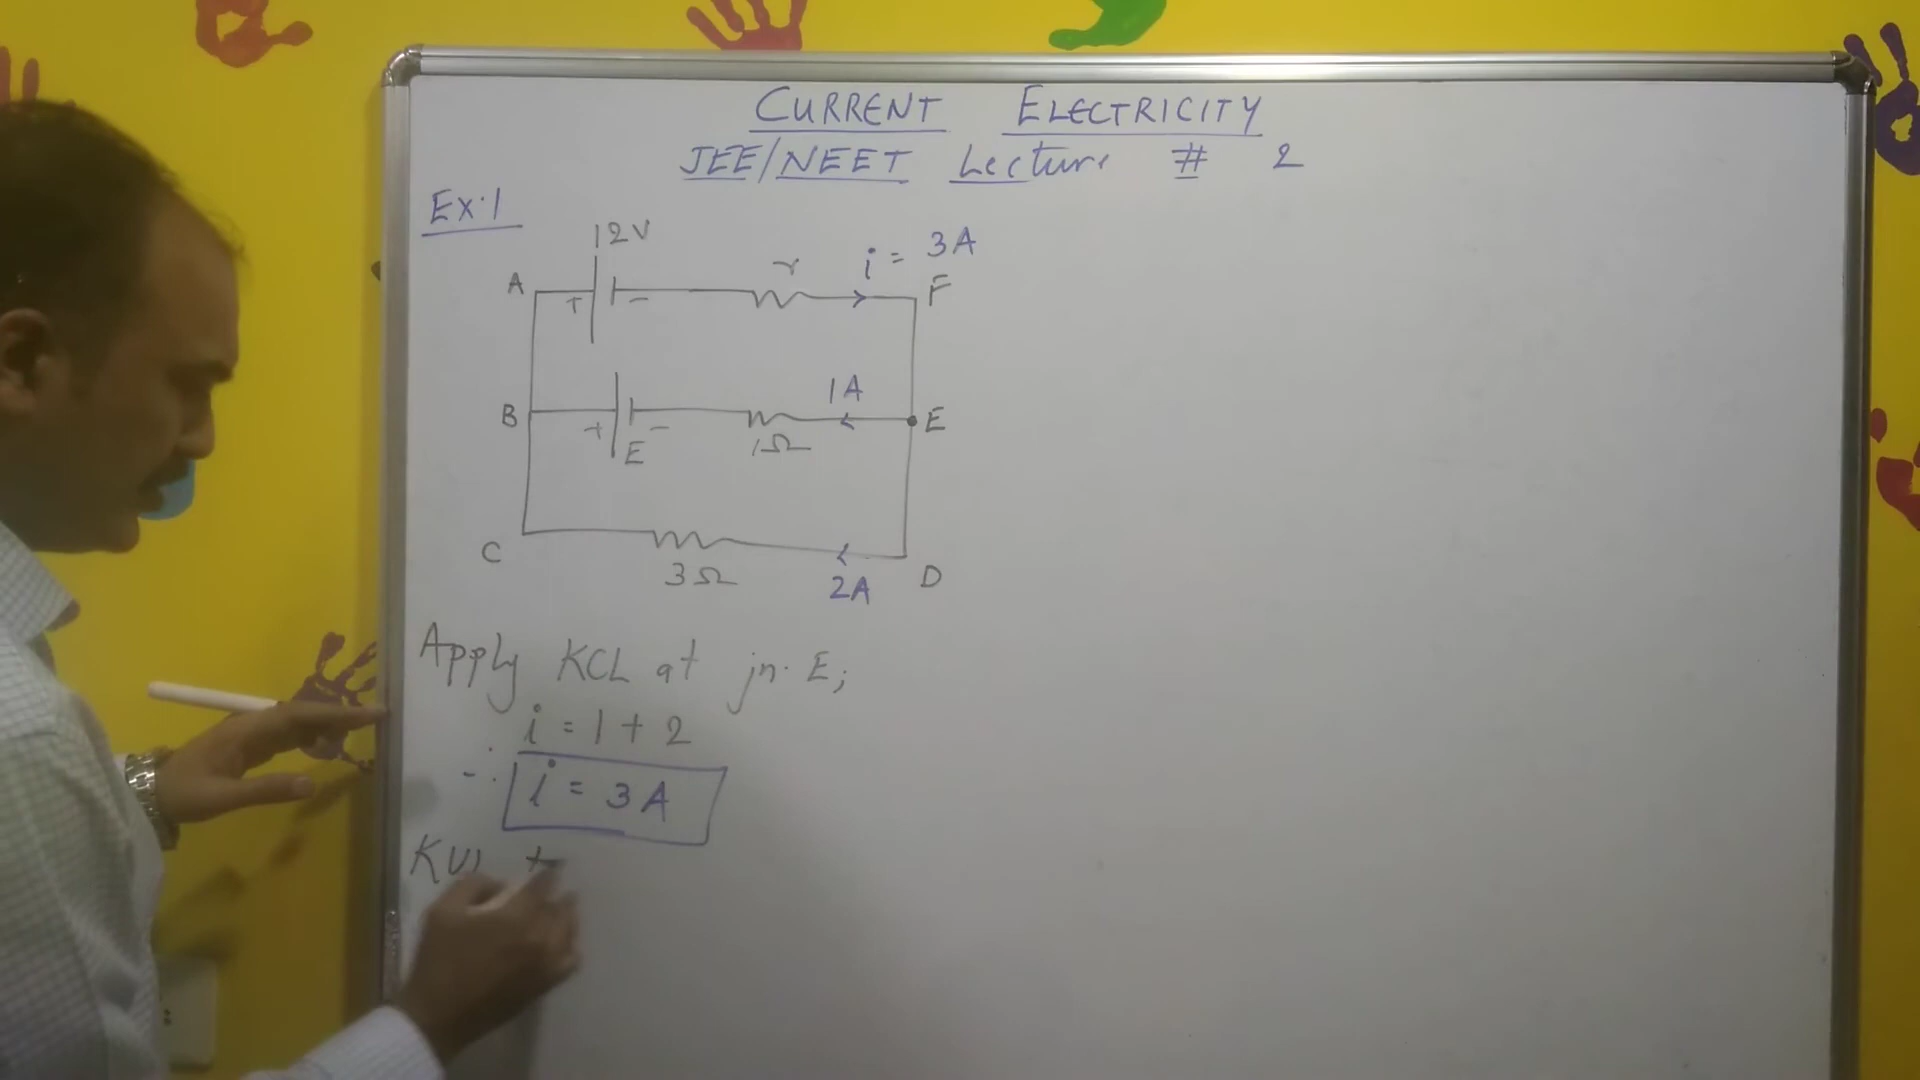 CURRENT ELECTRICITY
JEE/NEET Lecture # 2
Ex:1
12V
r
i = 3A
A
+
-
F
1A
B
+
-
E
1Ω
E
C
3Ω
2A
D
Apply KCL at jn. E;
i = 1 + 2
∴ i = 3A